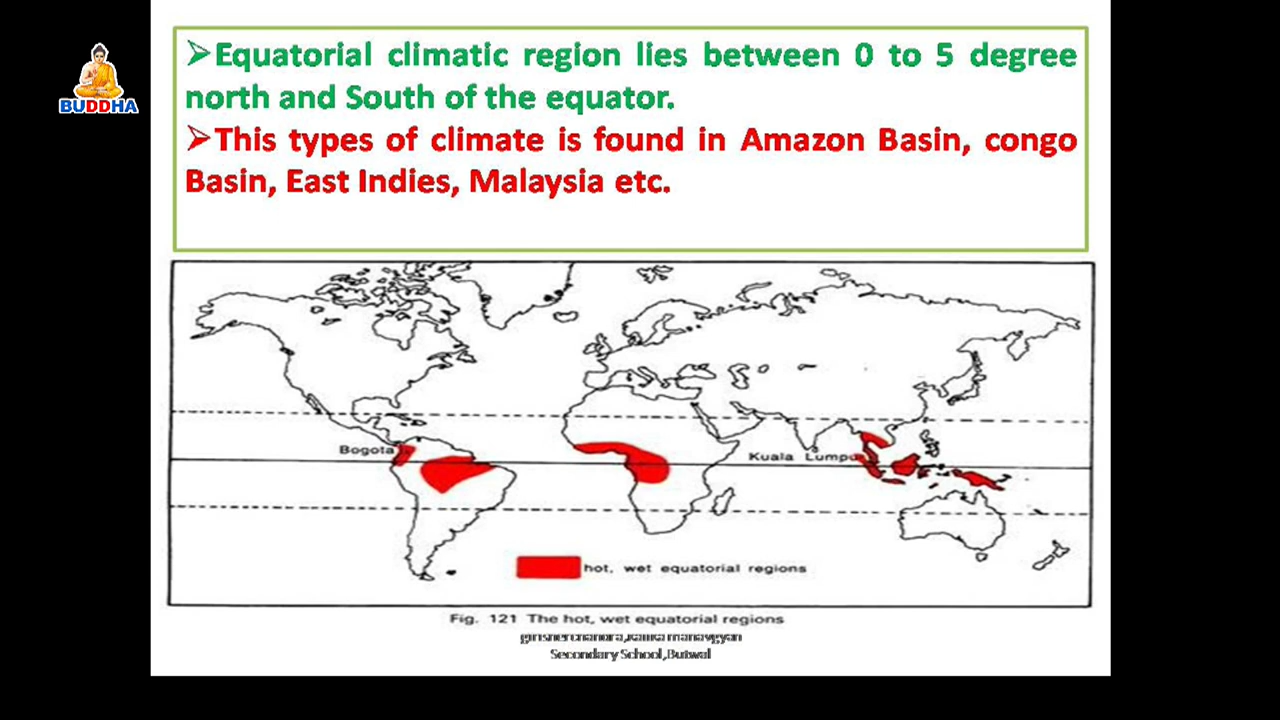 BUDDHA
➢Equatorial climatic region lies between 0 to 5 degree
north and South of the equator.
➢This types of climate is found in Amazon Basin, congo
Basin, East Indies, Malaysia etc.
Bogota
Kuala Lumpu
hot, wet equatorial regions
Fig. 121 The hot, wet equatorial regions
Secondary School,Butwal